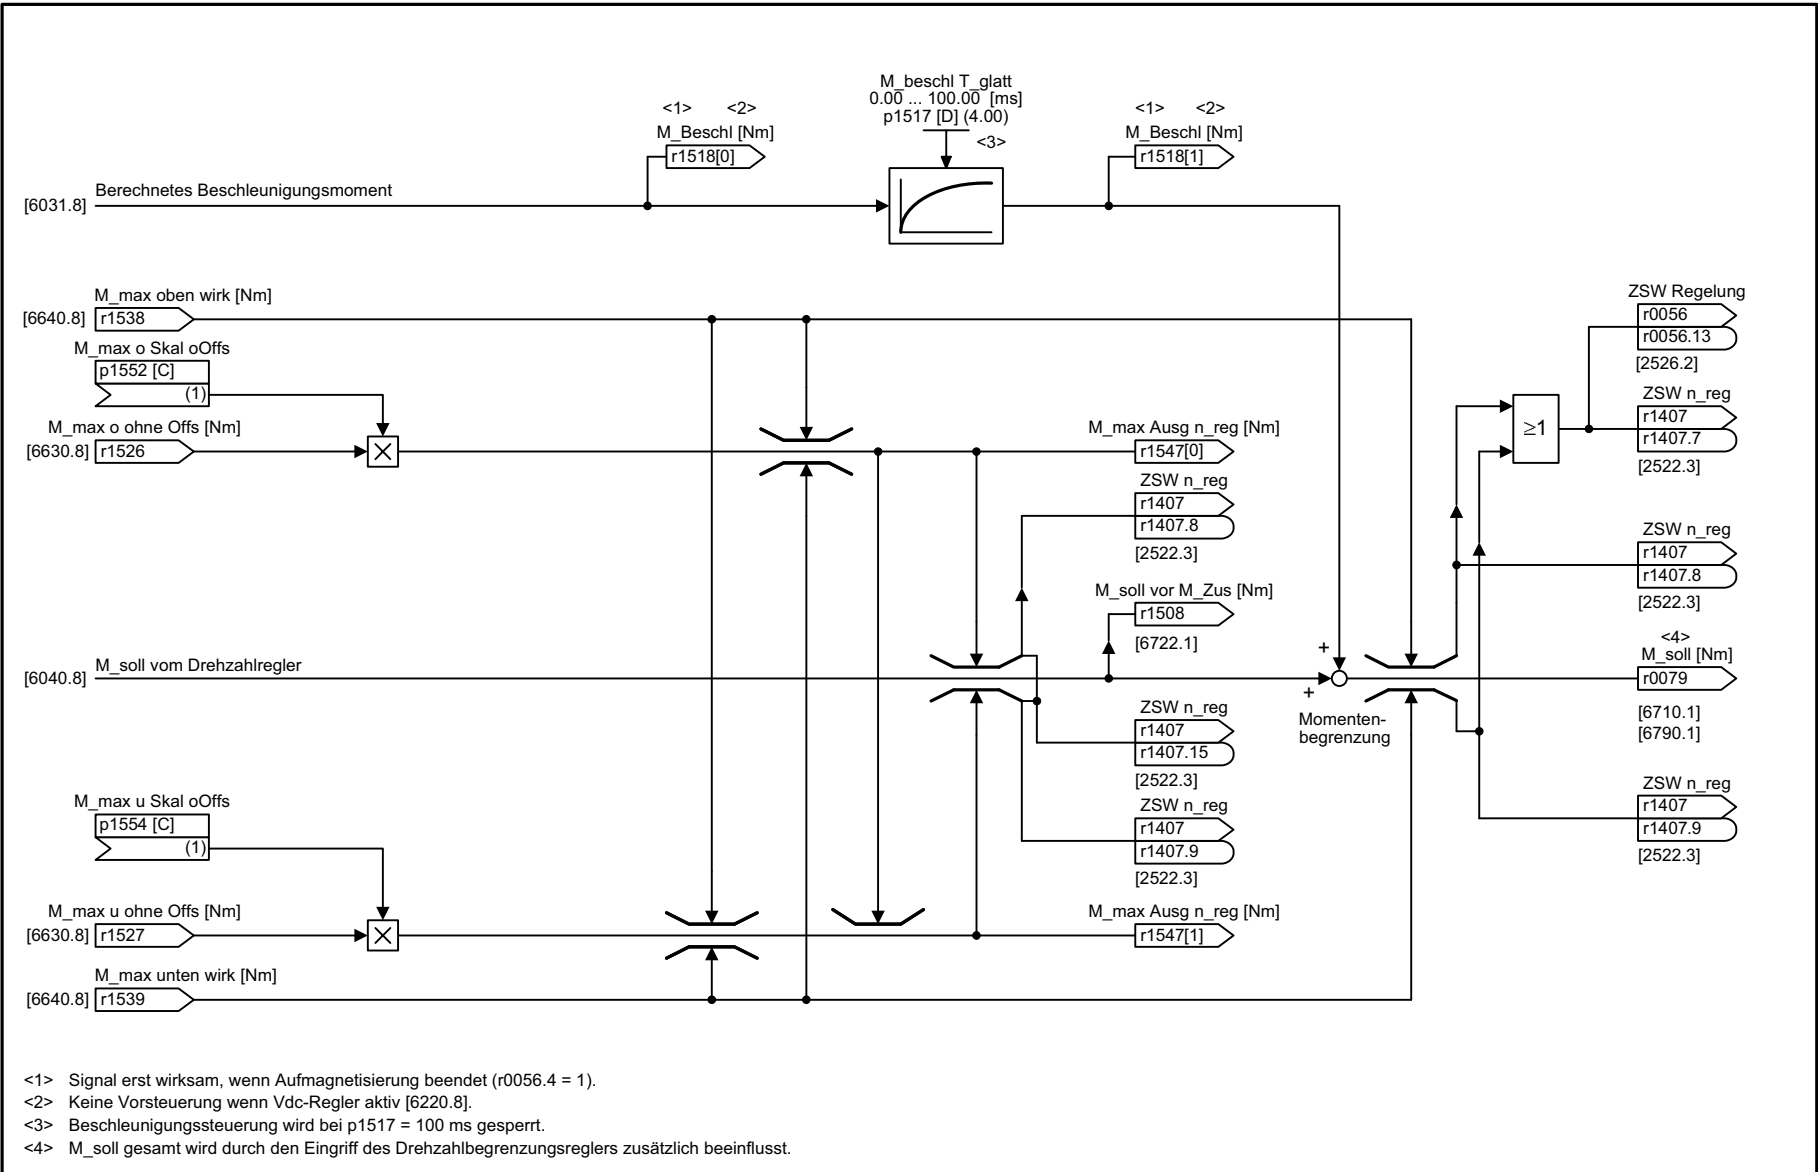 M_beschl T_glatt
0.00 ... 100.00 [ms]
p1517 [D] (4.00)
<3>
<1> <2>
M_Beschl [Nm]
r1518[0]
<1> <2>
M_Beschl [Nm]
r1518[1]
Berechnetes Beschleunigungsmoment
[6031.8]
M_max oben wirk [Nm]
[6640.8] r1538
M_max o Skal oOffs
p1552 [C]
(1)
M_max o ohne Offs [Nm]
[6630.8] r1526
M_max Ausg n_reg [Nm]
r1547[0]
ZSW n_reg
r1407
r1407.8
[2522.3]
M_soll vor M_Zus [Nm]
r1508
[6722.1]
M_soll vom Drehzahlregler
[6040.8]
+
+
Momenten-
begrenzung
ZSW n_reg
r1407
r1407.15
[2522.3]
ZSW n_reg
r1407
r1407.9
[2522.3]
M_max Ausg n_reg [Nm]
r1547[1]
M_max u Skal oOffs
p1554 [C]
(1)
M_max u ohne Offs [Nm]
[6630.8] r1527
M_max unten wirk [Nm]
[6640.8] r1539
≥1
ZSW Regelung
r0056
r0056.13
[2526.2]
ZSW n_reg
r1407
r1407.7
[2522.3]
ZSW n_reg
r1407
r1407.8
[2522.3]
<4>
M_soll [Nm]
r0079
[6710.1]
[6790.1]
ZSW n_reg
r1407
r1407.9
[2522.3]
<1> Signal erst wirksam, wenn Aufmagnetisierung beendet (r0056.4 = 1).
<2> Keine Vorsteuerung wenn Vdc-Regler aktiv [6220.8].
<3> Beschleunigungssteuerung wird bei p1517 = 100 ms gesperrt.
<4> M_soll gesamt wird durch den Eingriff des Drehzahlbegrenzungsreglers zusätzlich beeinflusst.